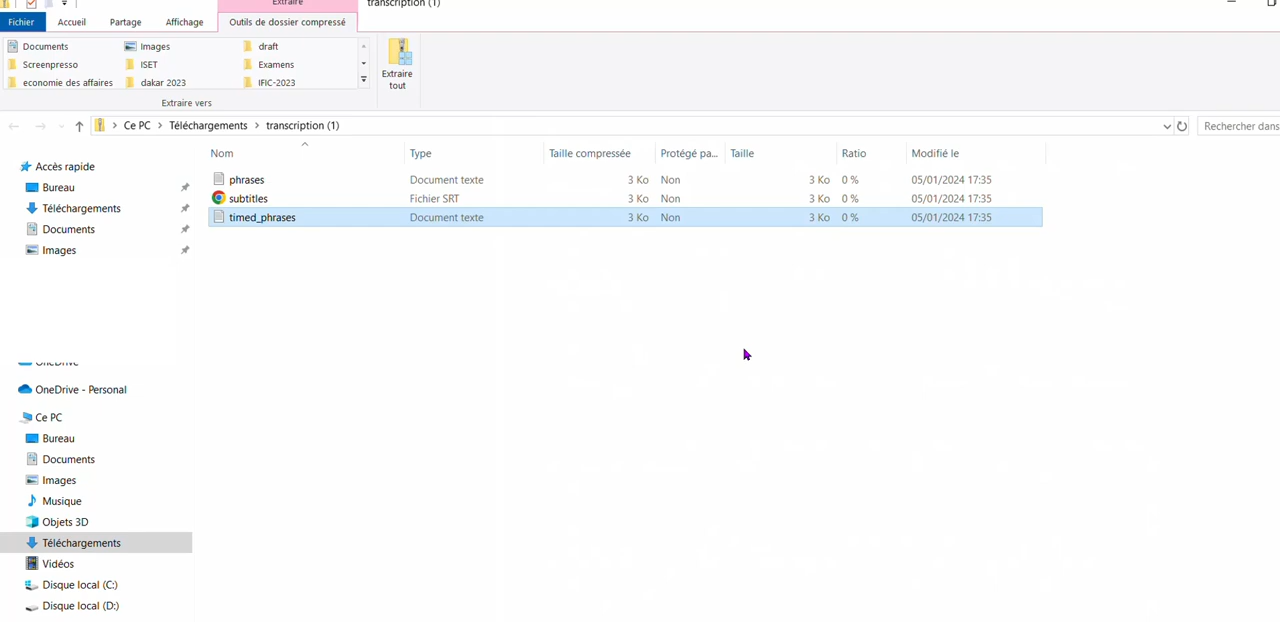 Extraire
transcription (1)
Fichier Accueil Partage Affichage Outils de dossier compressé
Documents Images draft
Screenpresso ISET Examens
economie des affaires dakar 2023 IFIC-2023
Extraire tout
Extraire vers
Ce PC > Téléchargements > transcription (1)
Rechercher dans
Nom Type Taille compressée Protégé pa... Taille Ratio Modifié le
phrases Document texte 3 Ko Non 3 Ko 0 % 05/01/2024 17:35
subtitles Fichier SRT 3 Ko Non 3 Ko 0 % 05/01/2024 17:35
timed_phrases Document texte 3 Ko Non 3 Ko 0 % 05/01/2024 17:35
Accès rapide
Bureau
Téléchargements
Documents
Images
OneDrive
OneDrive - Personal
Ce PC
Bureau
Documents
Images
Musique
Objets 3D
Téléchargements
Vidéos
Disque local (C:)
Disque local (D:)